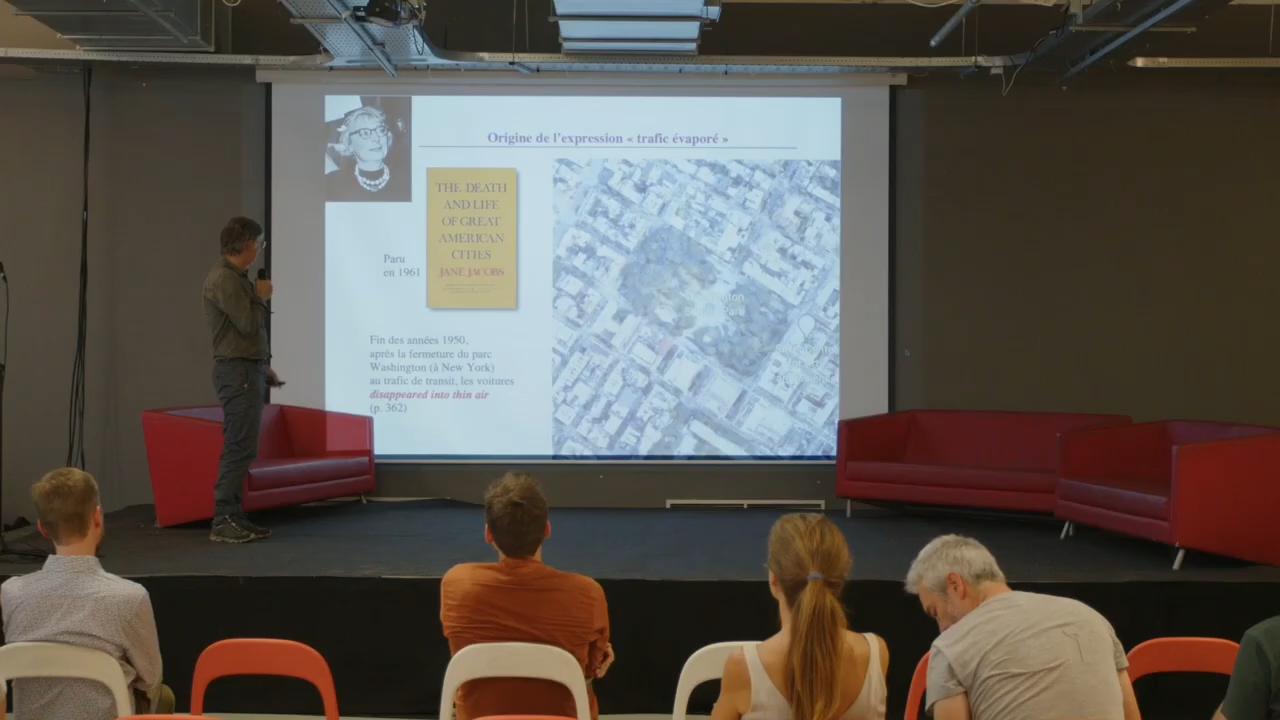 Origine de l'expression « trafic évaporé »
THE DEATH
AND LIFE
OF GREAT
AMERICAN
CITIES
JANE JACOBS
Paru
en 1961
Fin des années 1950,
après la fermeture du parc
Washington (à New York)
au trafic de transit, les voitures
disappeared into thin air
(p. 362)